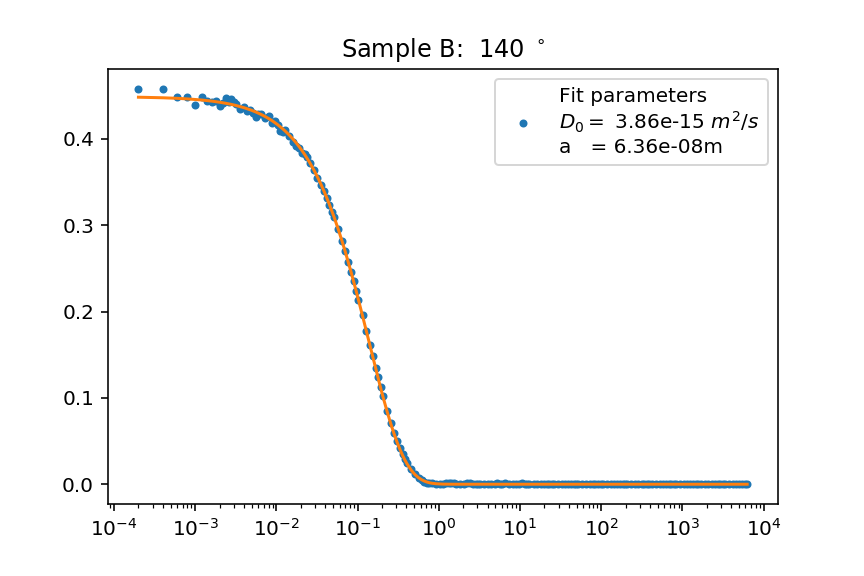 Sample B:  140 °
Fit parameters
D₀ = 3.86e-15 m²/s
a   = 6.36e-08m
0.4
0.3
0.2
0.1
0.0
10⁻⁴ 10⁻³ 10⁻² 10⁻¹ 10⁰ 10¹ 10² 10³ 10⁴